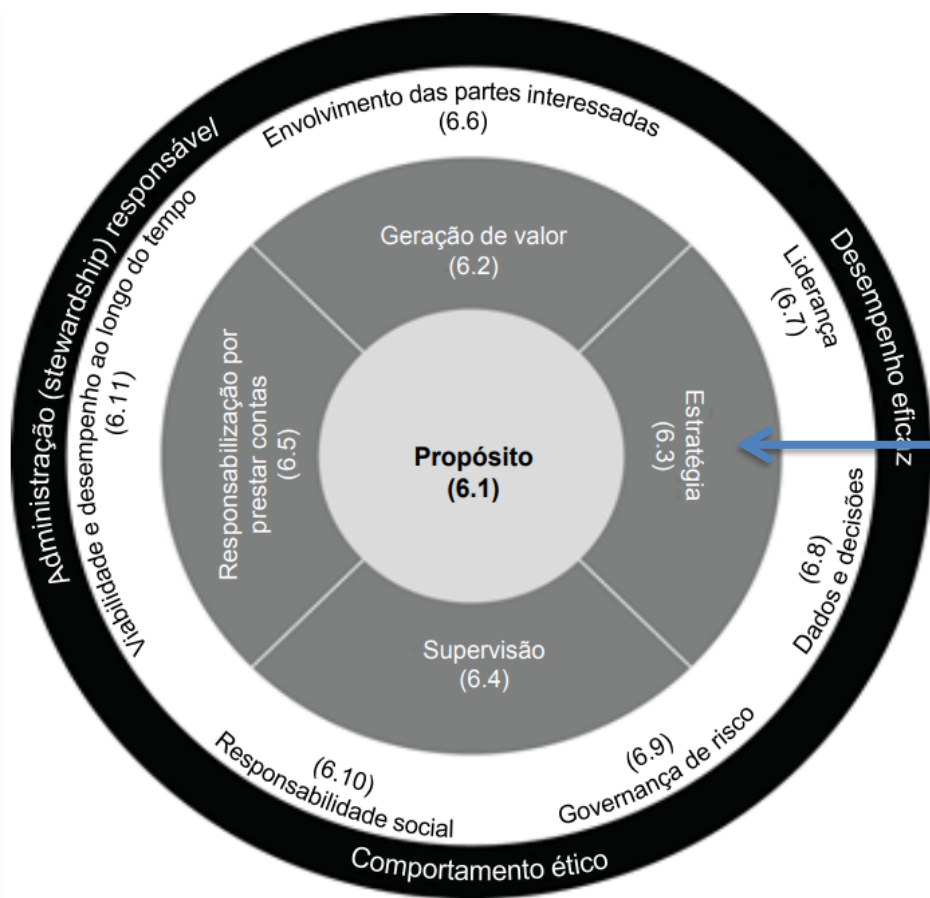 Administração (stewardship) responsável
Desempenho eficaz
Comportamento ético
Envolvimento das partes interessadas
(6.6)
Liderança
(6.7)
(6.8)
Dados e decisões
(6.9)
Governança de risco
(6.10)
Responsabilidade social
Viabilidade e desempenho ao longo do tempo
(6.11)
Geração de valor
(6.2)
Estratégia
(6.3)
Supervisão
(6.4)
Responsabilização por
prestar contas
(6.5)
Propósito
(6.1)